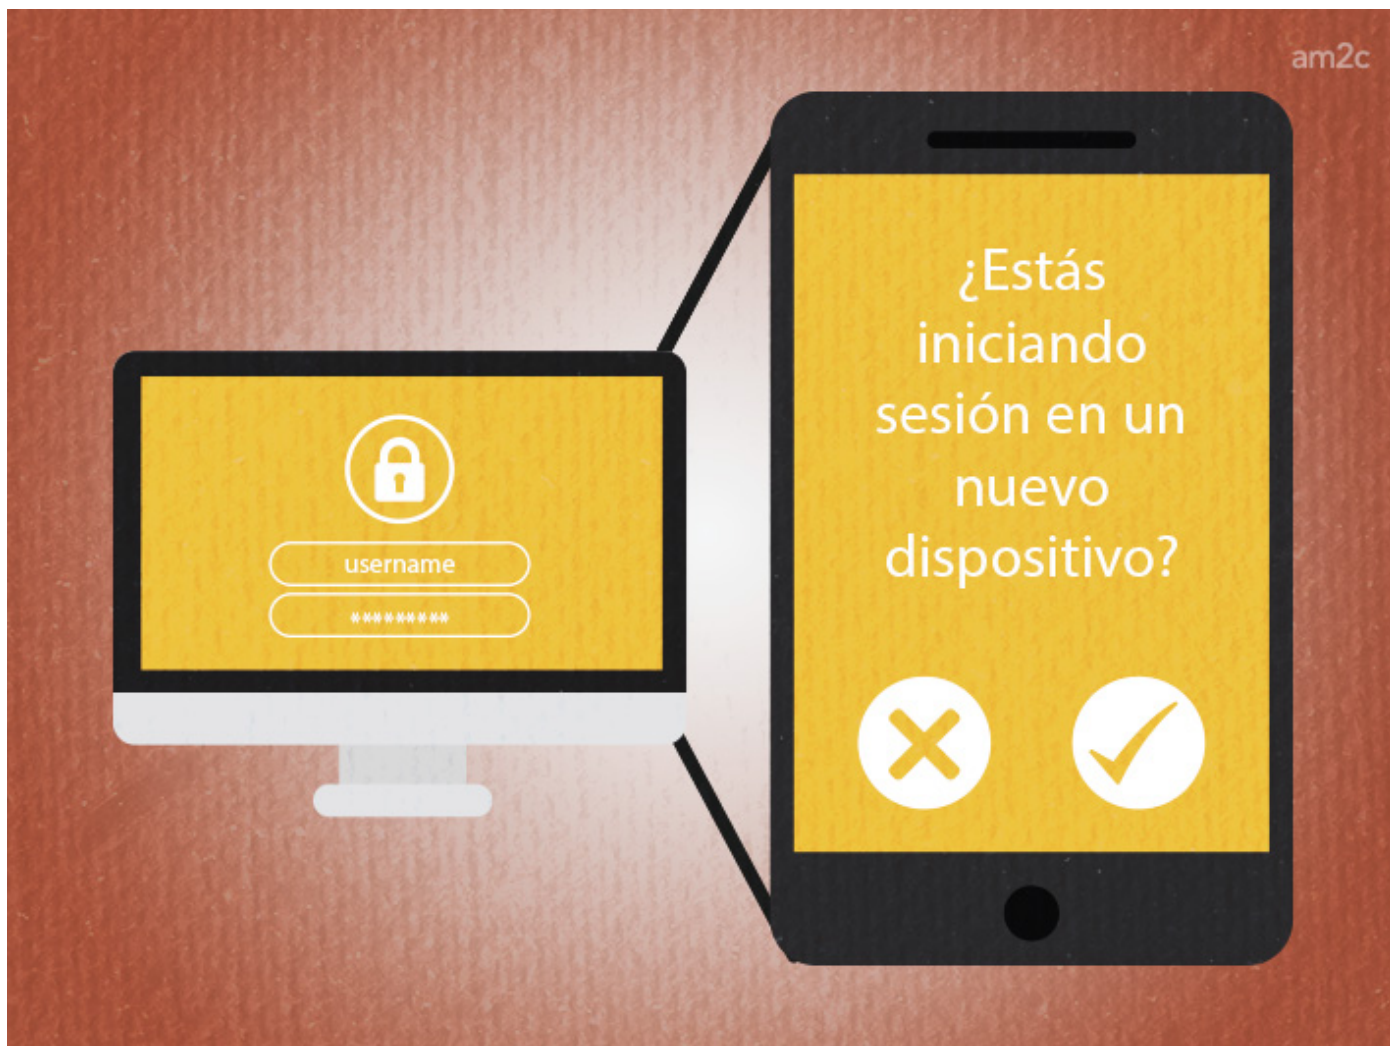 am2c
¿Estás
iniciando
sesión en un
nuevo
dispositivo?
username
*********